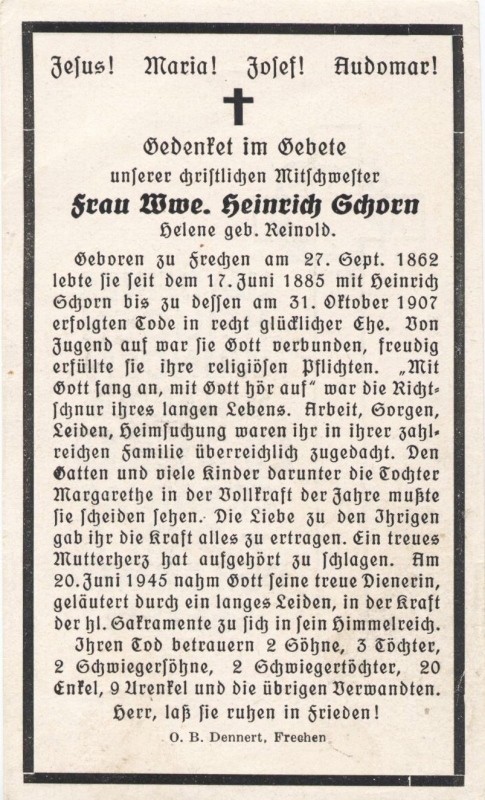 Jesus! Maria! Josef! Audomar!
Gedenket im Gebete
unserer christlichen Mitschwester
Frau Wwe. Heinrich Schorn
Helene geb. Reinold.
Geboren zu Frechen am 27. Sept. 1862
lebte sie seit dem 17. Juni 1885 mit Heinrich
Schorn bis zu dessen am 31. Oktober 1907
erfolgten Tode in recht glücklicher Ehe. Von
Jugend auf war sie Gott verbunden, freudig
erfüllte sie ihre religiösen Pflichten. „Mit
Gott fang an, mit Gott hör auf“ war die Richt-
schnur ihres langen Lebens. Arbeit, Sorgen,
Leiden, Heimsuchung waren ihr in ihrer zahl-
reichen Familie überreichlich zugedacht. Den
Gatten und viele Kinder darunter die Tochter
Margarethe in der Vollkraft der Jahre mußte
sie scheiden sehen. Die Liebe zu den Ihrigen
gab ihr die Kraft alles zu ertragen. Ein treues
Mutterherz hat aufgehört zu schlagen. Am
20. Juni 1945 nahm Gott seine treue Dienerin,
geläutert durch ein langes Leiden, in der Kraft
der hl. Sakramente zu sich in sein Himmelreich.
Ihren Tod betrauern 2 Söhne, 3 Töchter,
2 Schwiegersöhne, 2 Schwiegertöchter, 20
Enkel, 9 Urenkel und die übrigen Verwandten.
Herr, laß sie ruhen in Frieden!
O. B. Dennert, Frechen